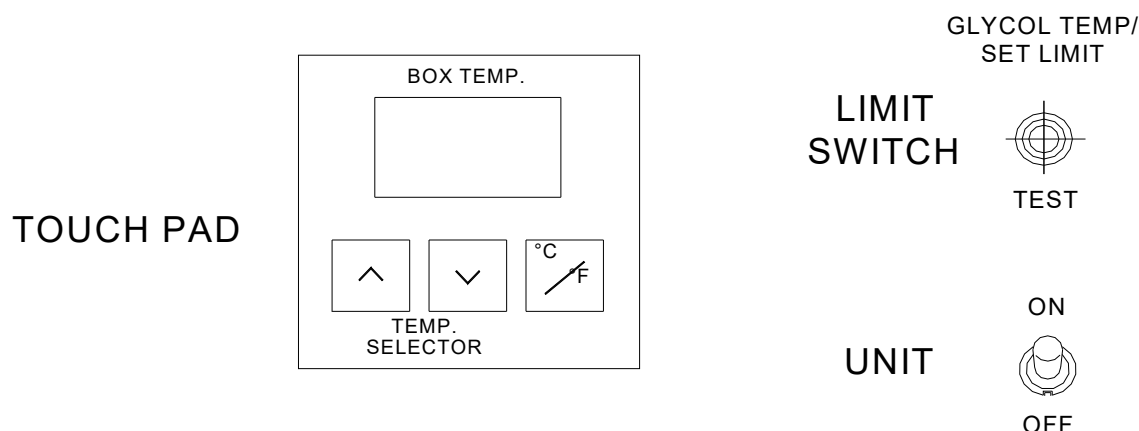 GLYCOL TEMP/
SET LIMIT
BOX TEMP.
LIMIT
SWITCH
TEST
TOUCH PAD
°C
°F
TEMP.
SELECTOR
ON
UNIT
OFF